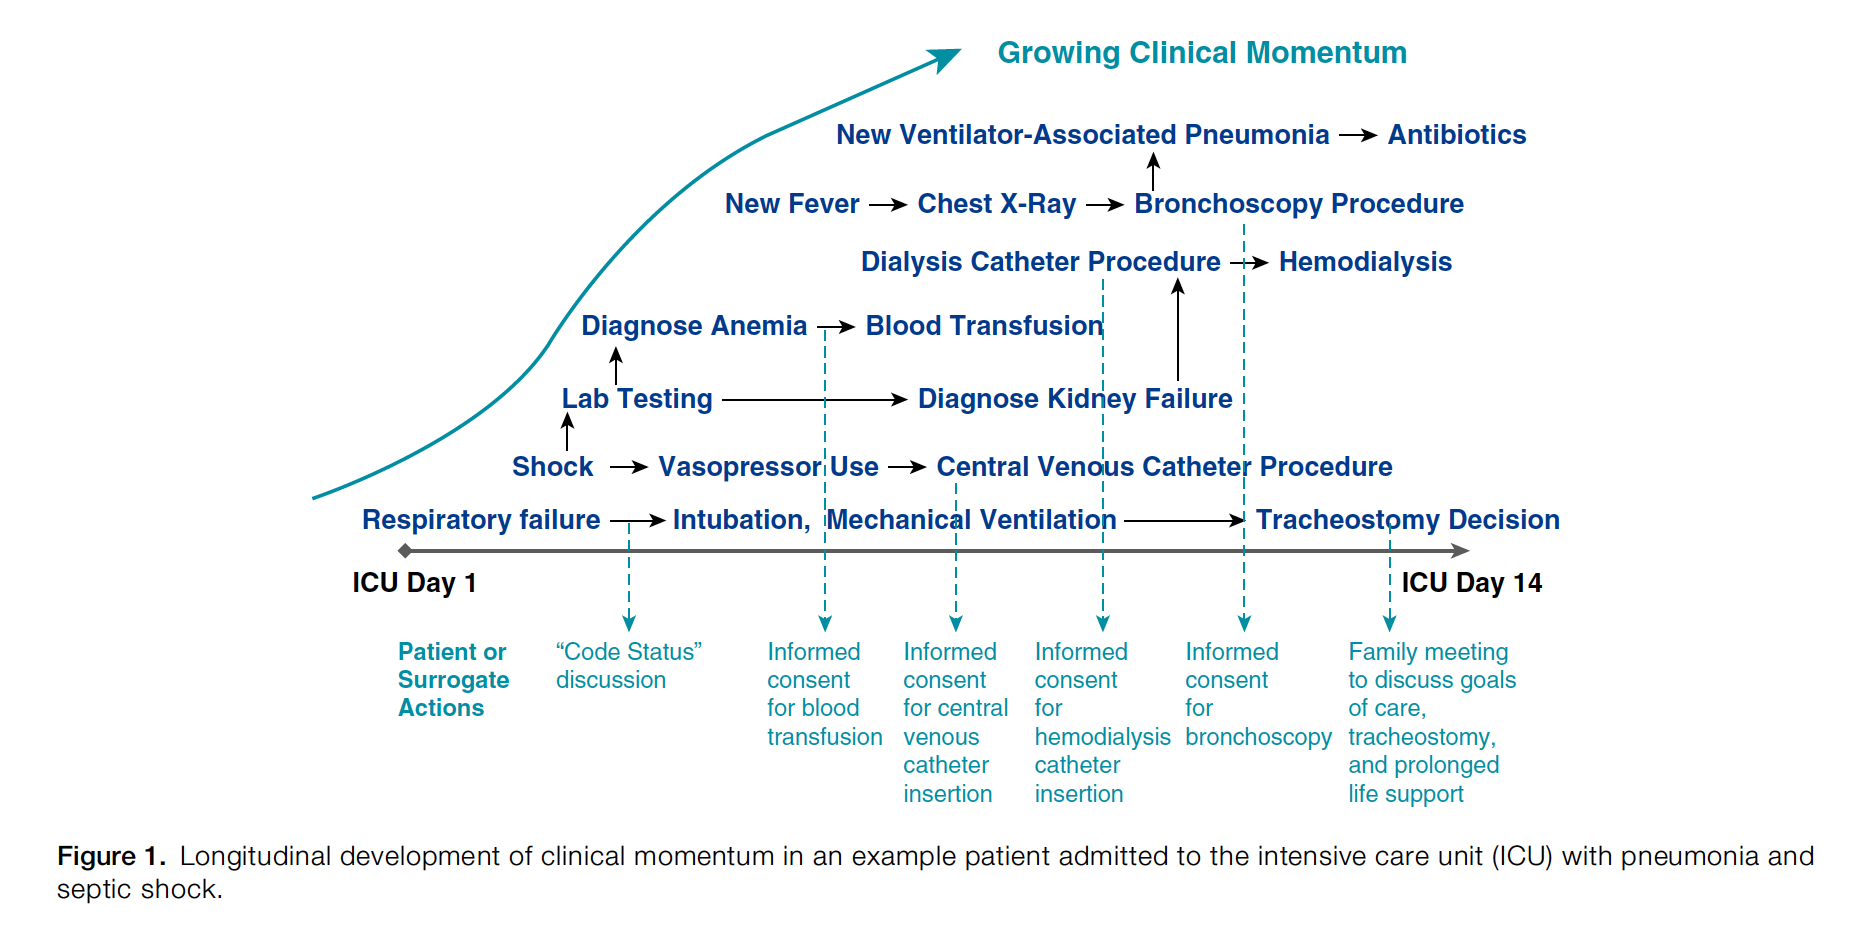 Growing Clinical Momentum
New Ventilator-Associated Pneumonia Antibiotics
New Fever Chest X-Ray Bronchoscopy Procedure
Dialysis Catheter Procedure Hemodialysis
Diagnose Anemia Blood Transfusion
Lab Testing Diagnose Kidney Failure
Shock Vasopressor Use Central Venous Catheter Procedure
Respiratory failure Intubation, Mechanical Ventilation Tracheostomy Decision
ICU Day 1
ICU Day 14
Patient or
Surrogate
Actions
“Code Status”
discussion
Informed
consent
for blood
transfusion
Informed
consent
for central
venous
catheter
insertion
Informed
consent
for
hemodialysis
catheter
insertion
Informed
consent
for
bronchoscopy
Family meeting
to discuss goals
of care,
tracheostomy,
and prolonged
life support
Figure 1. Longitudinal development of clinical momentum in an example patient admitted to the intensive care unit (ICU) with pneumonia and
septic shock.